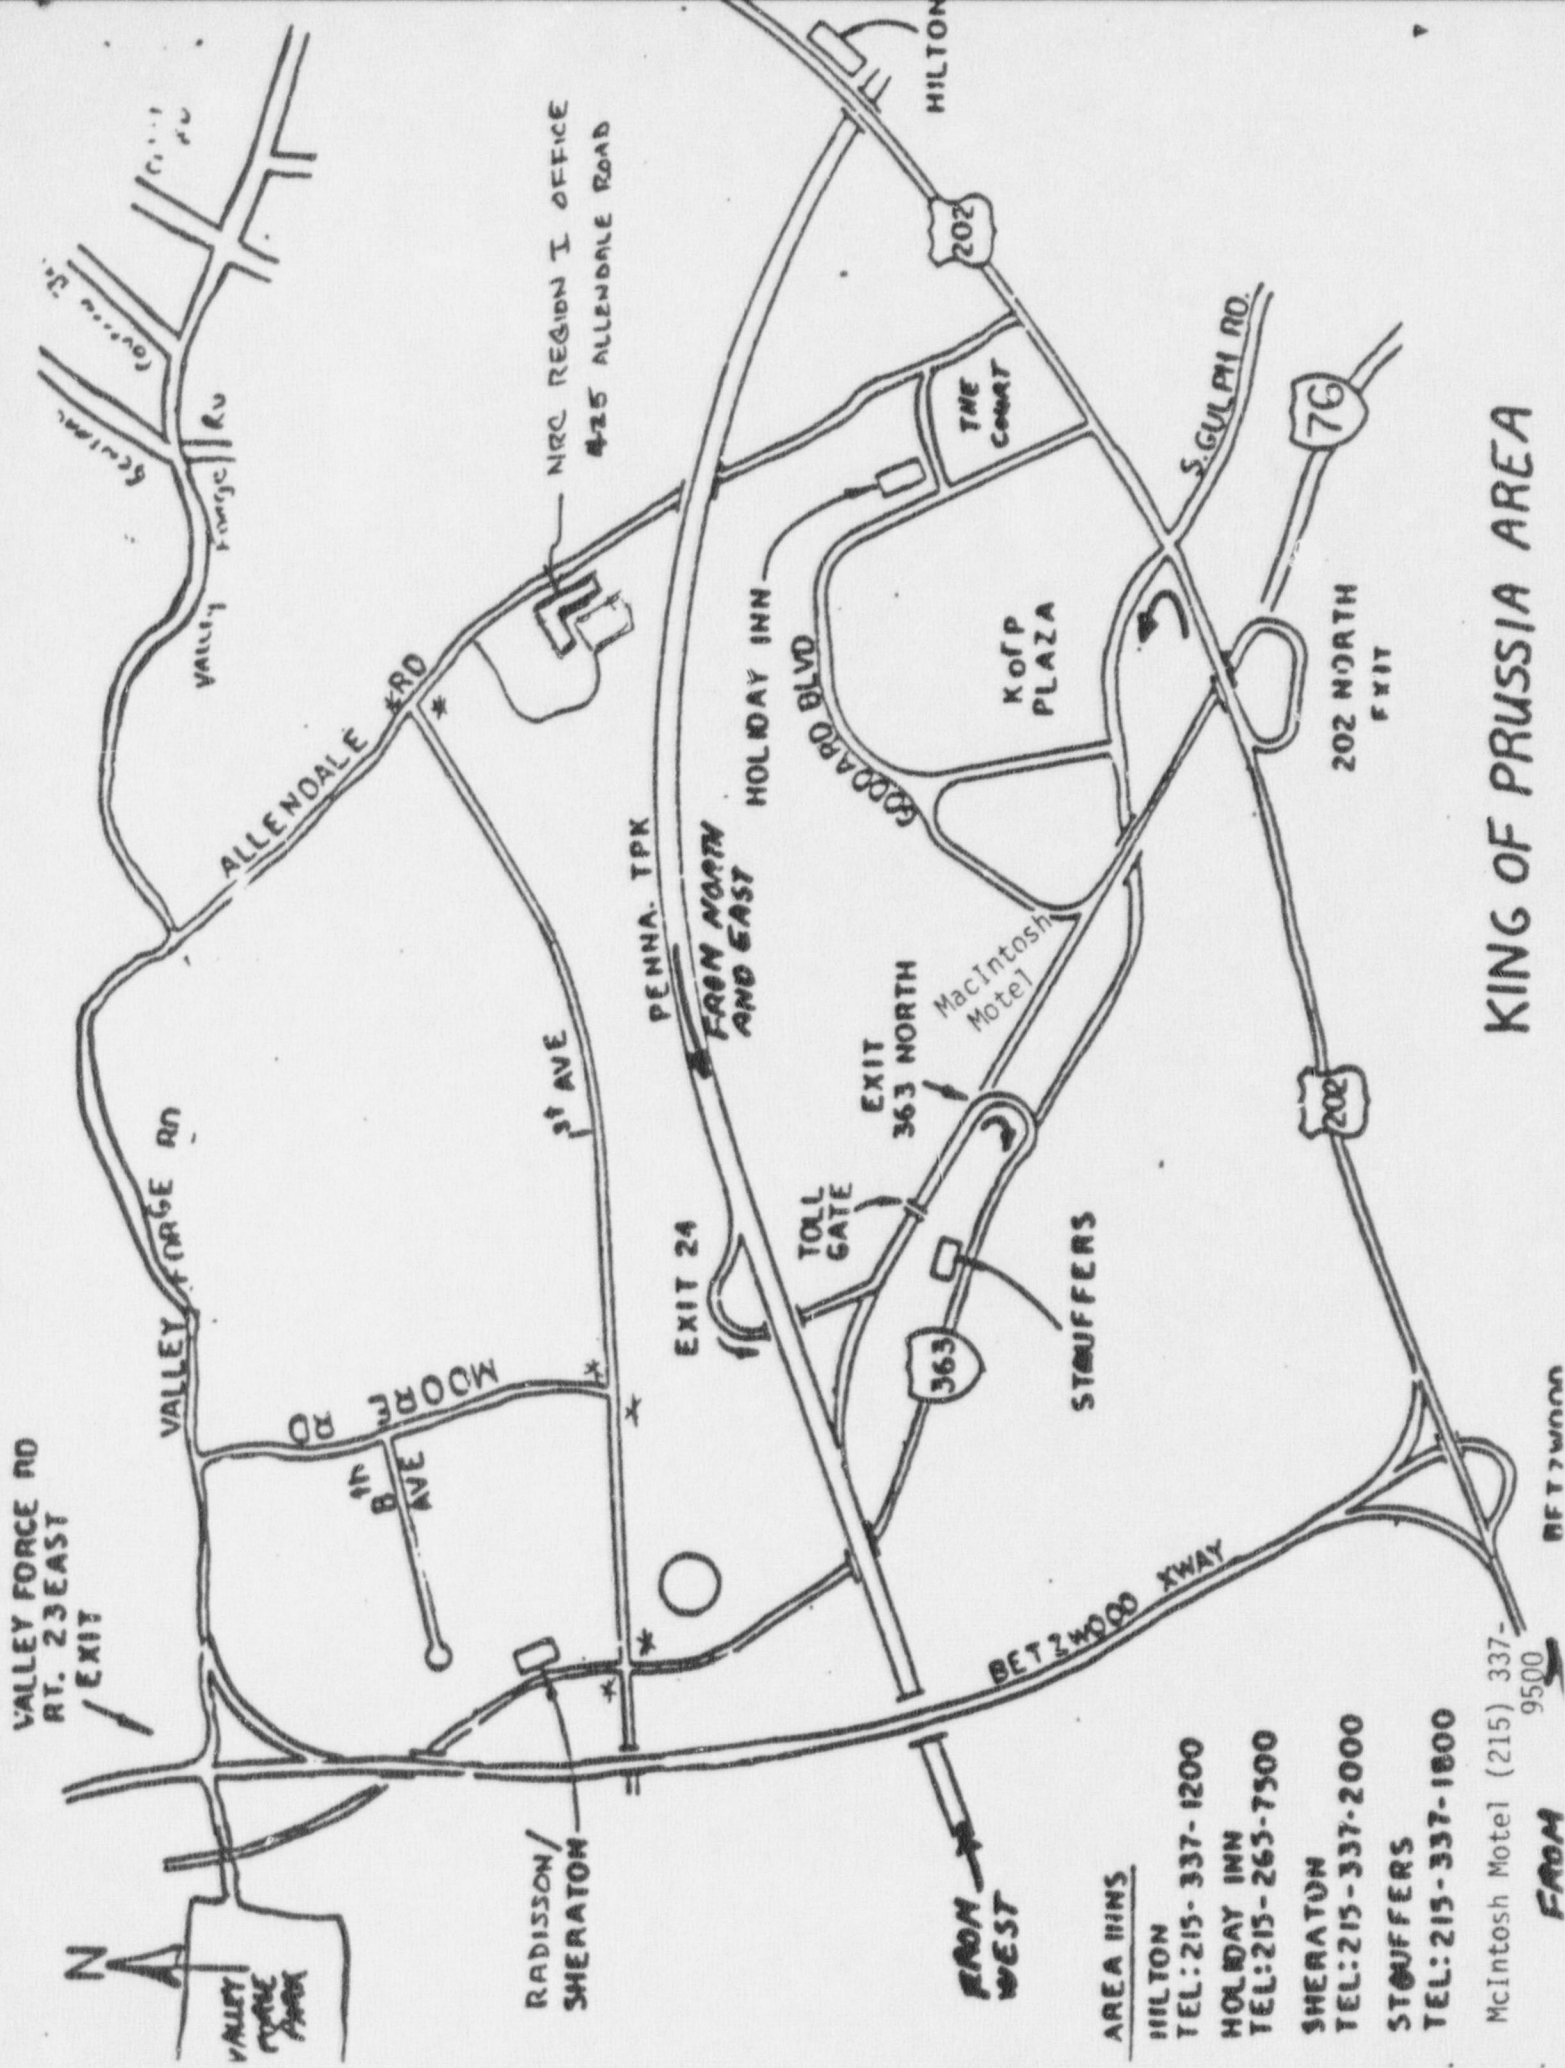 VALLEY FORGE RD
RT. 23 EAST
EXIT
N
VALLEY
FORGE
PARK
VALLEY FORGE RD
MOORE
8th
AVE
ALLENDALE RD
VALLEY FORGE RD
NRC REGION I OFFICE
425 ALLENDALE ROAD
1st AVE
RADISSON/
SHERATON
PENNA. TPK
FROM NORTH
AND EAST
EXIT 24
TOLL
GATE
EXIT
363 NORTH
MacIntosh
Motel
HOLIDAY INN
GODDARD BLVD
K of P
PLAZA
THE
COURT
HILTON
202
S. GULPH RD.
76
202 NORTH
EXIT
363
STOUFFERS
202
BETZWOOD XWAY
FROM
WEST
KING OF PRUSSIA AREA
AREA INNS
HILTON
TEL:215-337-1200
HOLIDAY INN
TEL:215-265-7500
SHERATON
TEL:215-337-2000
STOUFFERS
TEL:215-337-1800
McIntosh Motel (215) 337-
9500
FROM
BETZWOOD